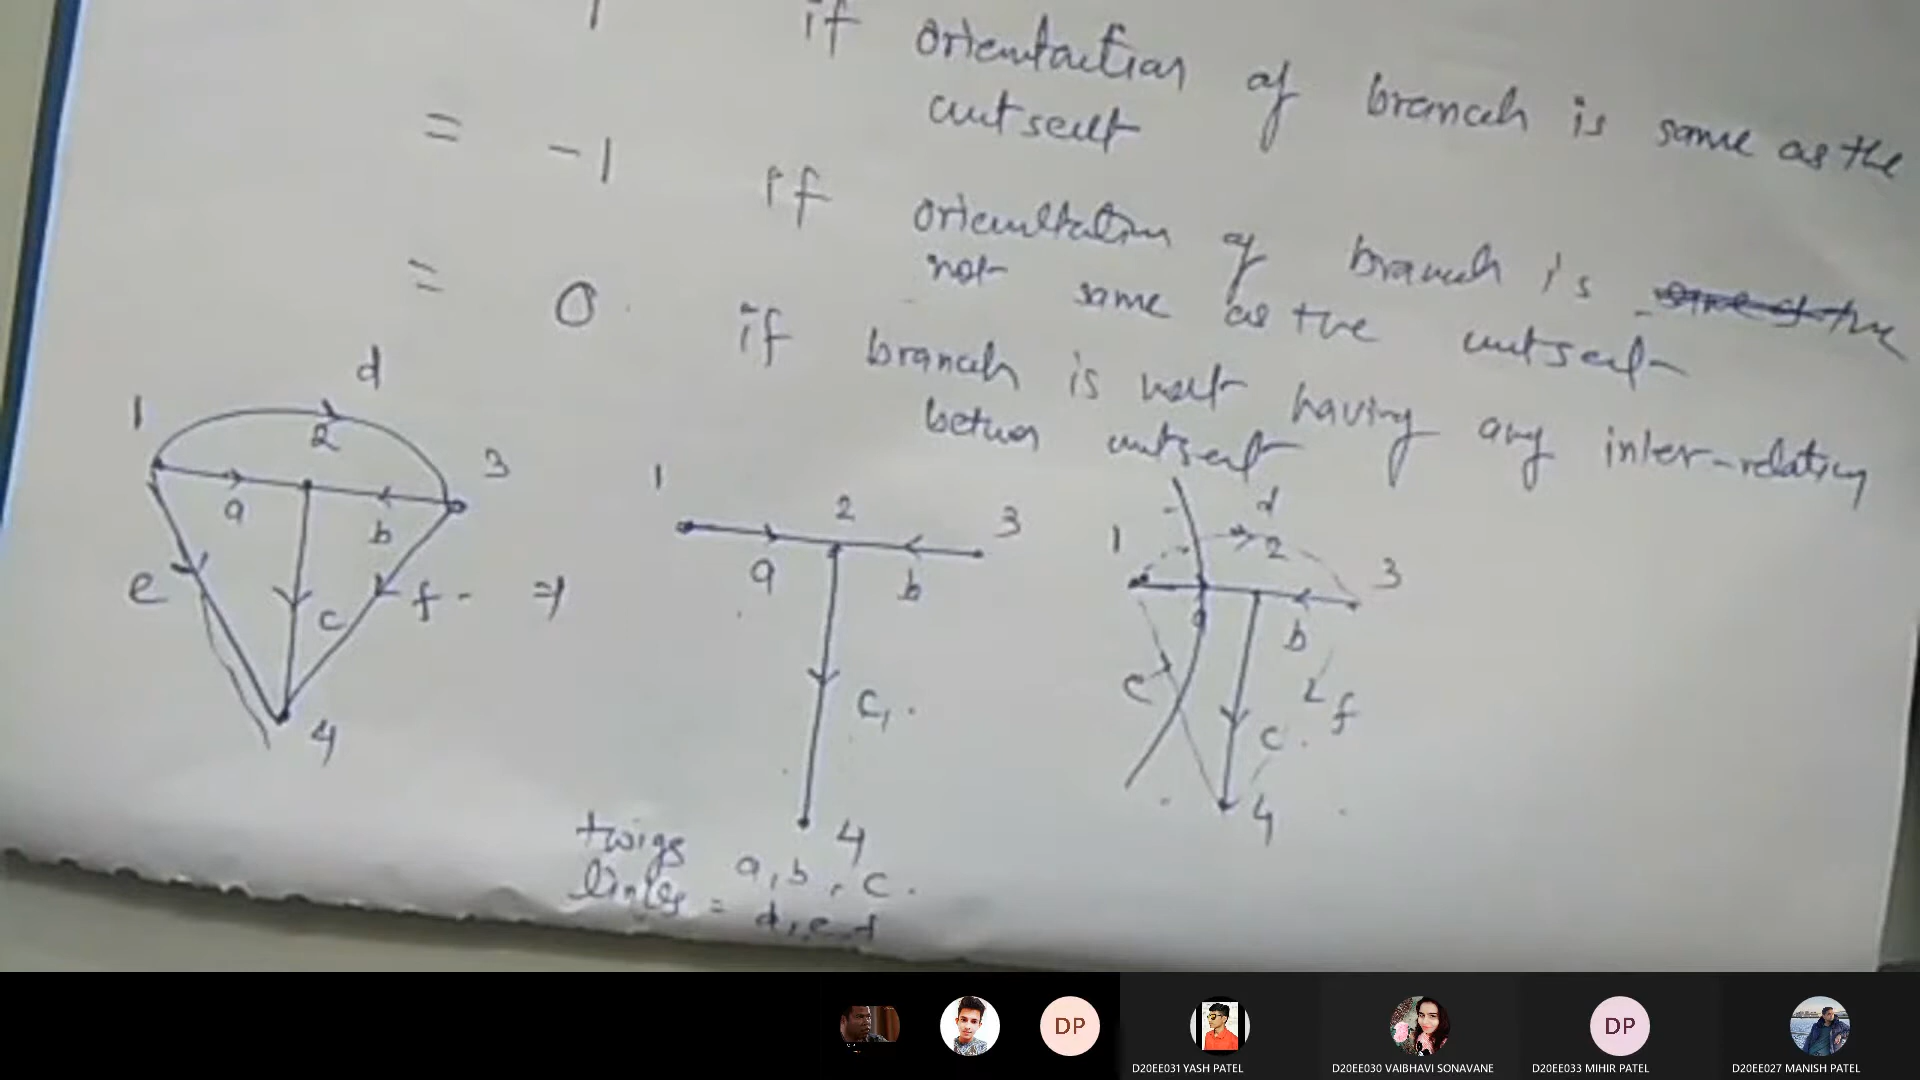 1 if orientation of branch is same as the
cutset
= -1 if orientation of branch is
not same as the cutset
= 0 if branch is not having any inter-relating
between cutset
d
1
2
3
a
b
e
c
f
4
⇒
1
2
3
a
b
c
4
twigs a, b, c.
links = d, e, f
1
d
2
3
a
b
e
c
f
4
DP
DP
D20EE031 YASH PATEL
D20EE030 VAIBHAVI SONAVANE
D20EE033 MIHIR PATEL
D20EE027 MANISH PATEL